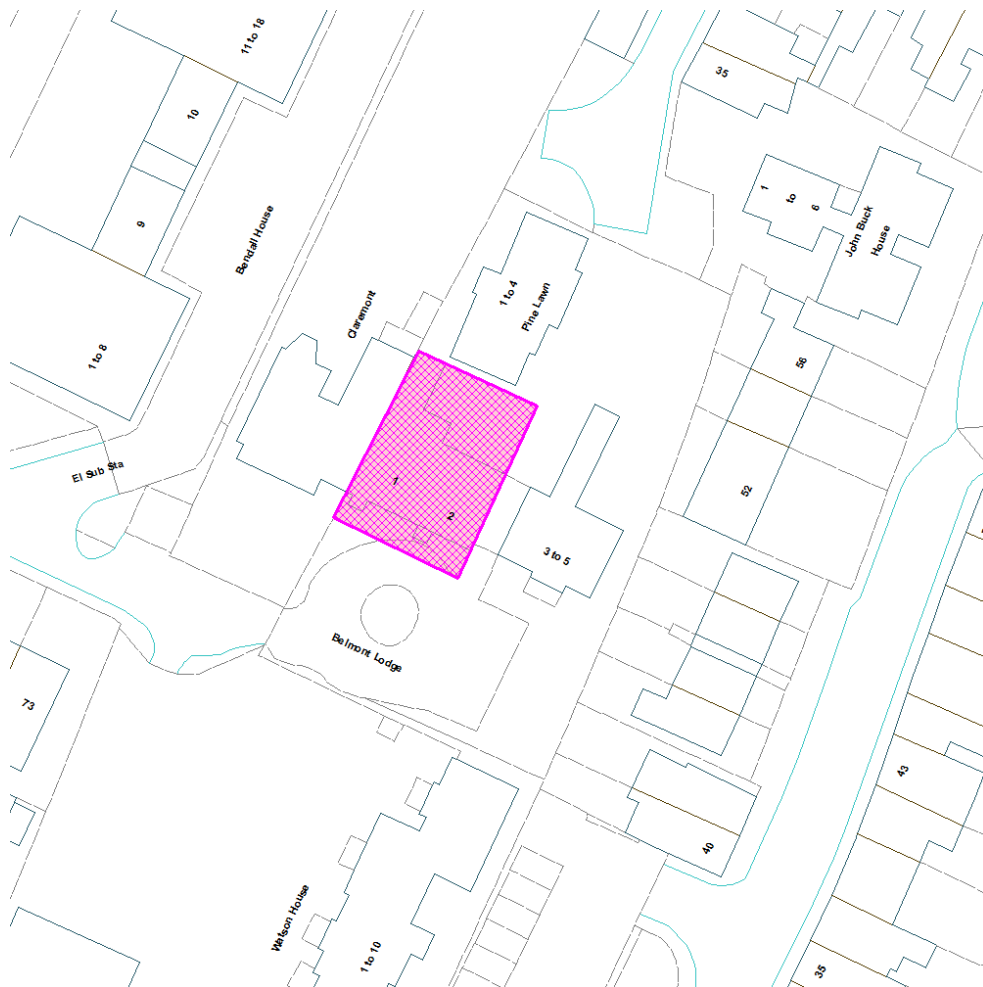 11 to 18
35
10
1
to
6
John Buck
House
9
Bendall House
1 to 4
Pine Lawn
Claremont
1 to 8
56
El Sub Sta
1
2
52
3 to 5
Belmont Lodge
73
43
40
Watson House
1 to 10
35